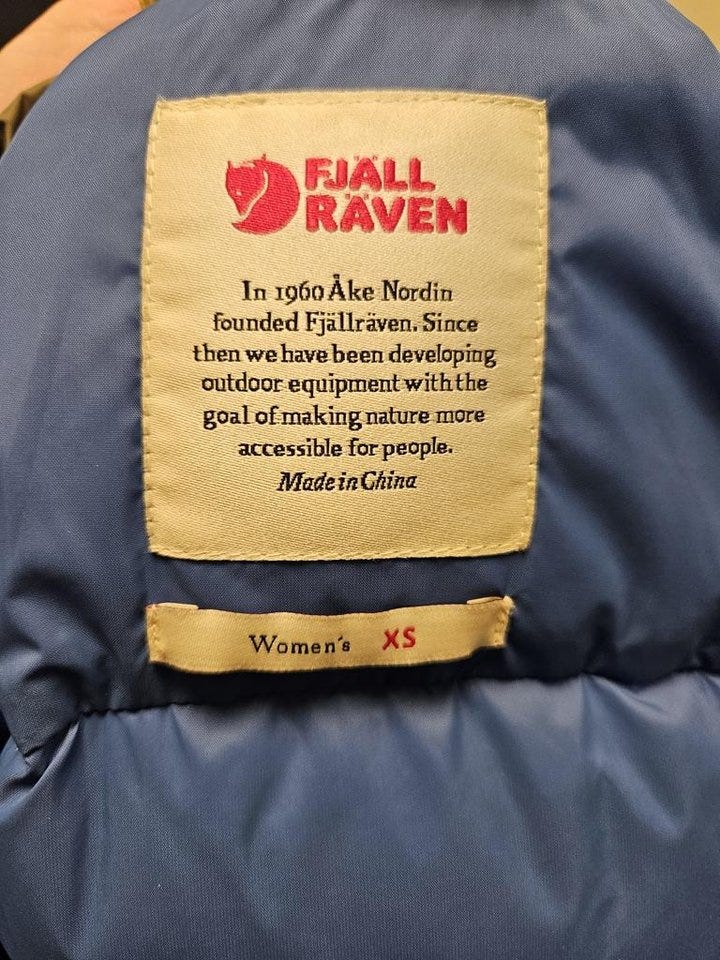 FJÄLL
RÄVEN
In 1960 Åke Nordin
founded Fjällräven. Since
then we have been developing
outdoor equipment with the
goal of making nature more
accessible for people.
Made in China
Women's XS